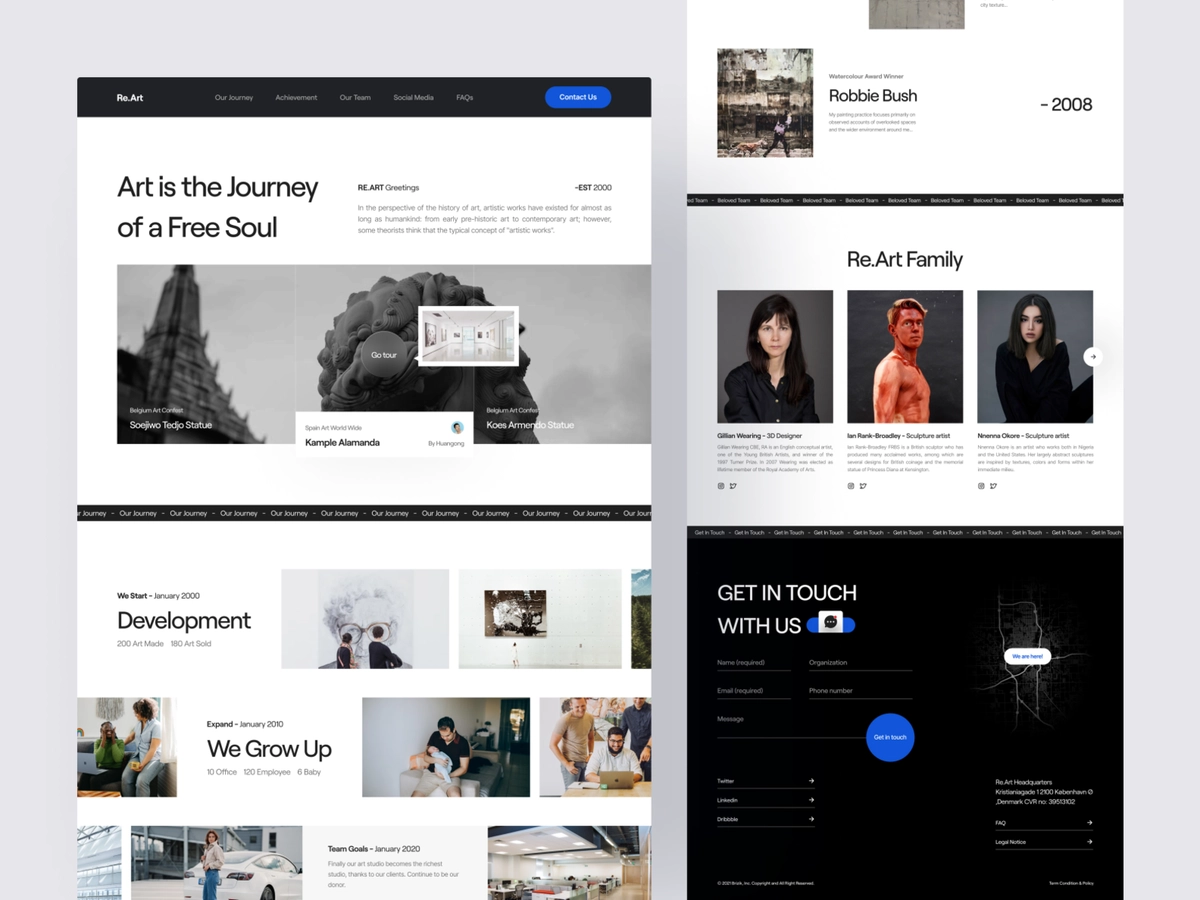 Re.Art
Our Journey
Achievement
Our Team
Social Media
FAQs
Contact Us
Art is the Journey
of a Free Soul
RE.ART Greetings
-EST 2000
In the perspective of the history of art, artistic works have existed for almost as
long as humankind: from early pre-historic art to contemporary art; however,
some theorists think that the typical concept of "artistic works".
Go tour
Belgium Art Confest
Soejiwo Tedjo Statue
Spain Art World Wide
Kample Alamanda
By Huangong
Belgium Art Confest
Koes Armendo Statue
r Journey - Our Journey - Our Journey - Our Journey - Our Journey - Our Journey - Our Journey - Our Journey - Our Journey - Our Journey - Our Journey - Our Journ
We Start - January 2000
Development
200 Art Made 180 Art Sold
Expand - January 2010
We Grow Up
10 Office 120 Employee 6 Baby
Team Goals - January 2020
Finally our art studio becomes the richest
studio, thanks to our clients. Continue to be our
donor.
city texture...
Watercolour Award Winner
Robbie Bush
My painting practice focuses primarily on
observed accounts of overlooked spaces
and the wider environment around me...
- 2008
ed Team - Beloved Team - Beloved Team - Beloved Team - Beloved Team - Beloved Team - Beloved Team - Beloved Team - Beloved Team - Beloved Team - Beloved T
Re.Art Family
Gillian Wearing - 3D Designer
Gillian Wearing CBE, RA is an English conceptual artist,
one of the Young British Artists, and winner of the
1997 Turner Prize. In 2007 Wearing was elected as
lifetime member of the Royal Academy of Arts.
Ian Rank-Broadley - Sculpture artist
Ian Rank-Broadley FRBS is a British sculptor who has
produced many acclaimed works, among which are
several designs for British coinage and the memorial
statue of Princess Diana at Kensington.
Nnenna Okore - Sculpture artist
Nnenna Okore is an artist who works both in Nigeria
and the United States. Her largely abstract sculptures
are inspired by textures, colors and forms within her
immediate milieu.
Get In Touch - Get In Touch - Get In Touch - Get In Touch - Get In Touch - Get In Touch - Get In Touch - Get In Touch - Get In Touch - Get In Touch - Get In Touch
GET IN TOUCH
WITH US
We are here!
Name (required)
Organization
Email (required)
Phone number
Message
Get in touch
Twitter
Linkedin
Dribbble
Re.Art Headquarters
Kristianiagade 1 2100 København Ø
,Denmark CVR no: 39513102
FAQ
Legal Notice
© 2021 Brisik, Inc. Copyright and All Right Reserved.
Term Condition & Policy